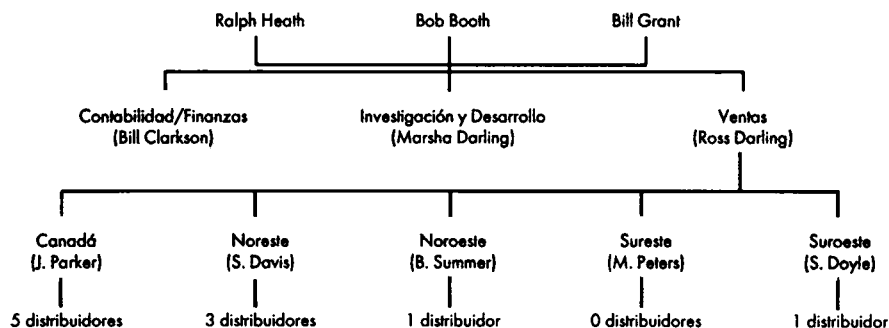 Ralph Heath Bob Booth Bill Grant
Contabilidad/Finanzas Investigación y Desarrollo Ventas
(Bill Clarkson) (Marsha Darling) (Ross Darling)
Canadá Noreste Noroeste Sureste Suroeste
(J. Parker) (S. Davis) (B. Summer) (M. Peters) (S. Doyle)
5 distribuidores 3 distribuidores 1 distribuidor 0 distribuidores 1 distribuidor